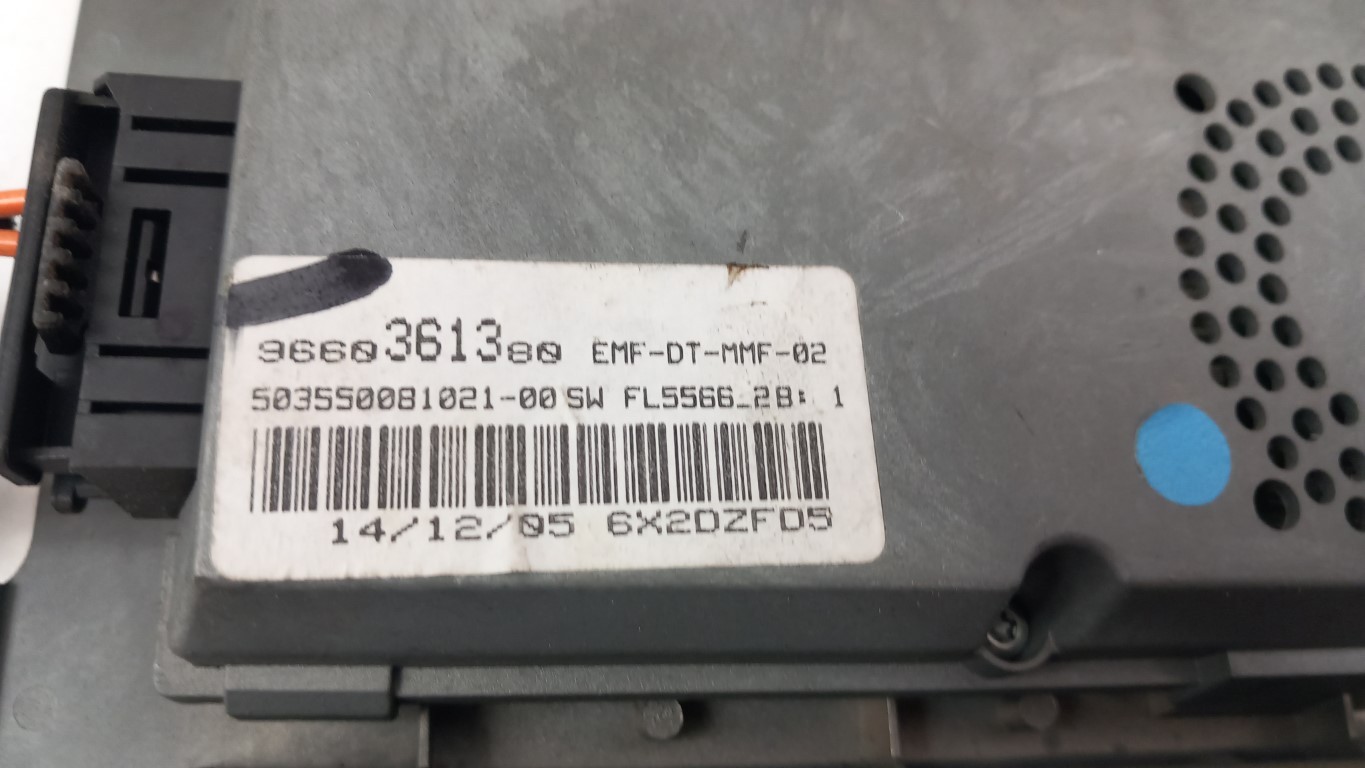 9660361380 EMF-DT-MMF-02
503550081021-00 SW FL5566_2B: 1
14/12/05 6X2DZFD5